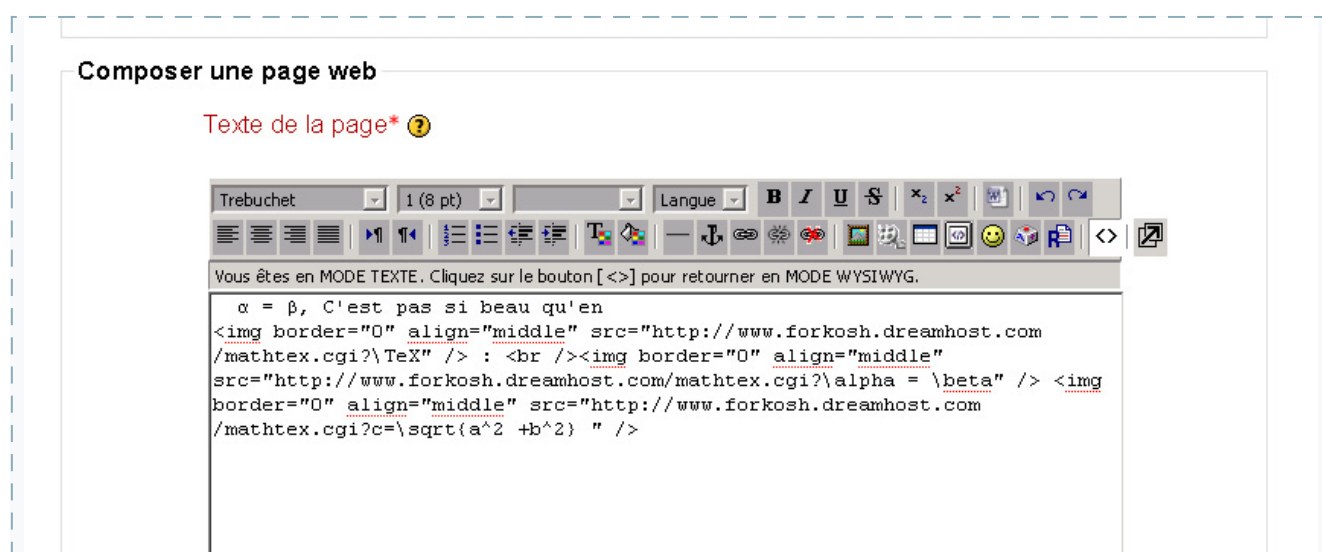 Composer une page web
Texte de la page*
Trebuchet 1 (8 pt) Langue B I U S x₂ x²
Vous êtes en MODE TEXTE. Cliquez sur le bouton [<>] pour retourner en MODE WYSIWYG.
α = β, C'est pas si beau qu'en
<img border="0" align="middle" src="http://www.forkosh.dreamhost.com
/mathtex.cgi?\TeX" /> : <br /><img border="0" align="middle"
src="http://www.forkosh.dreamhost.com/mathtex.cgi?\alpha = \beta" /> <img
border="0" align="middle" src="http://www.forkosh.dreamhost.com
/mathtex.cgi?c=\sqrt{a^2 +b^2} " />